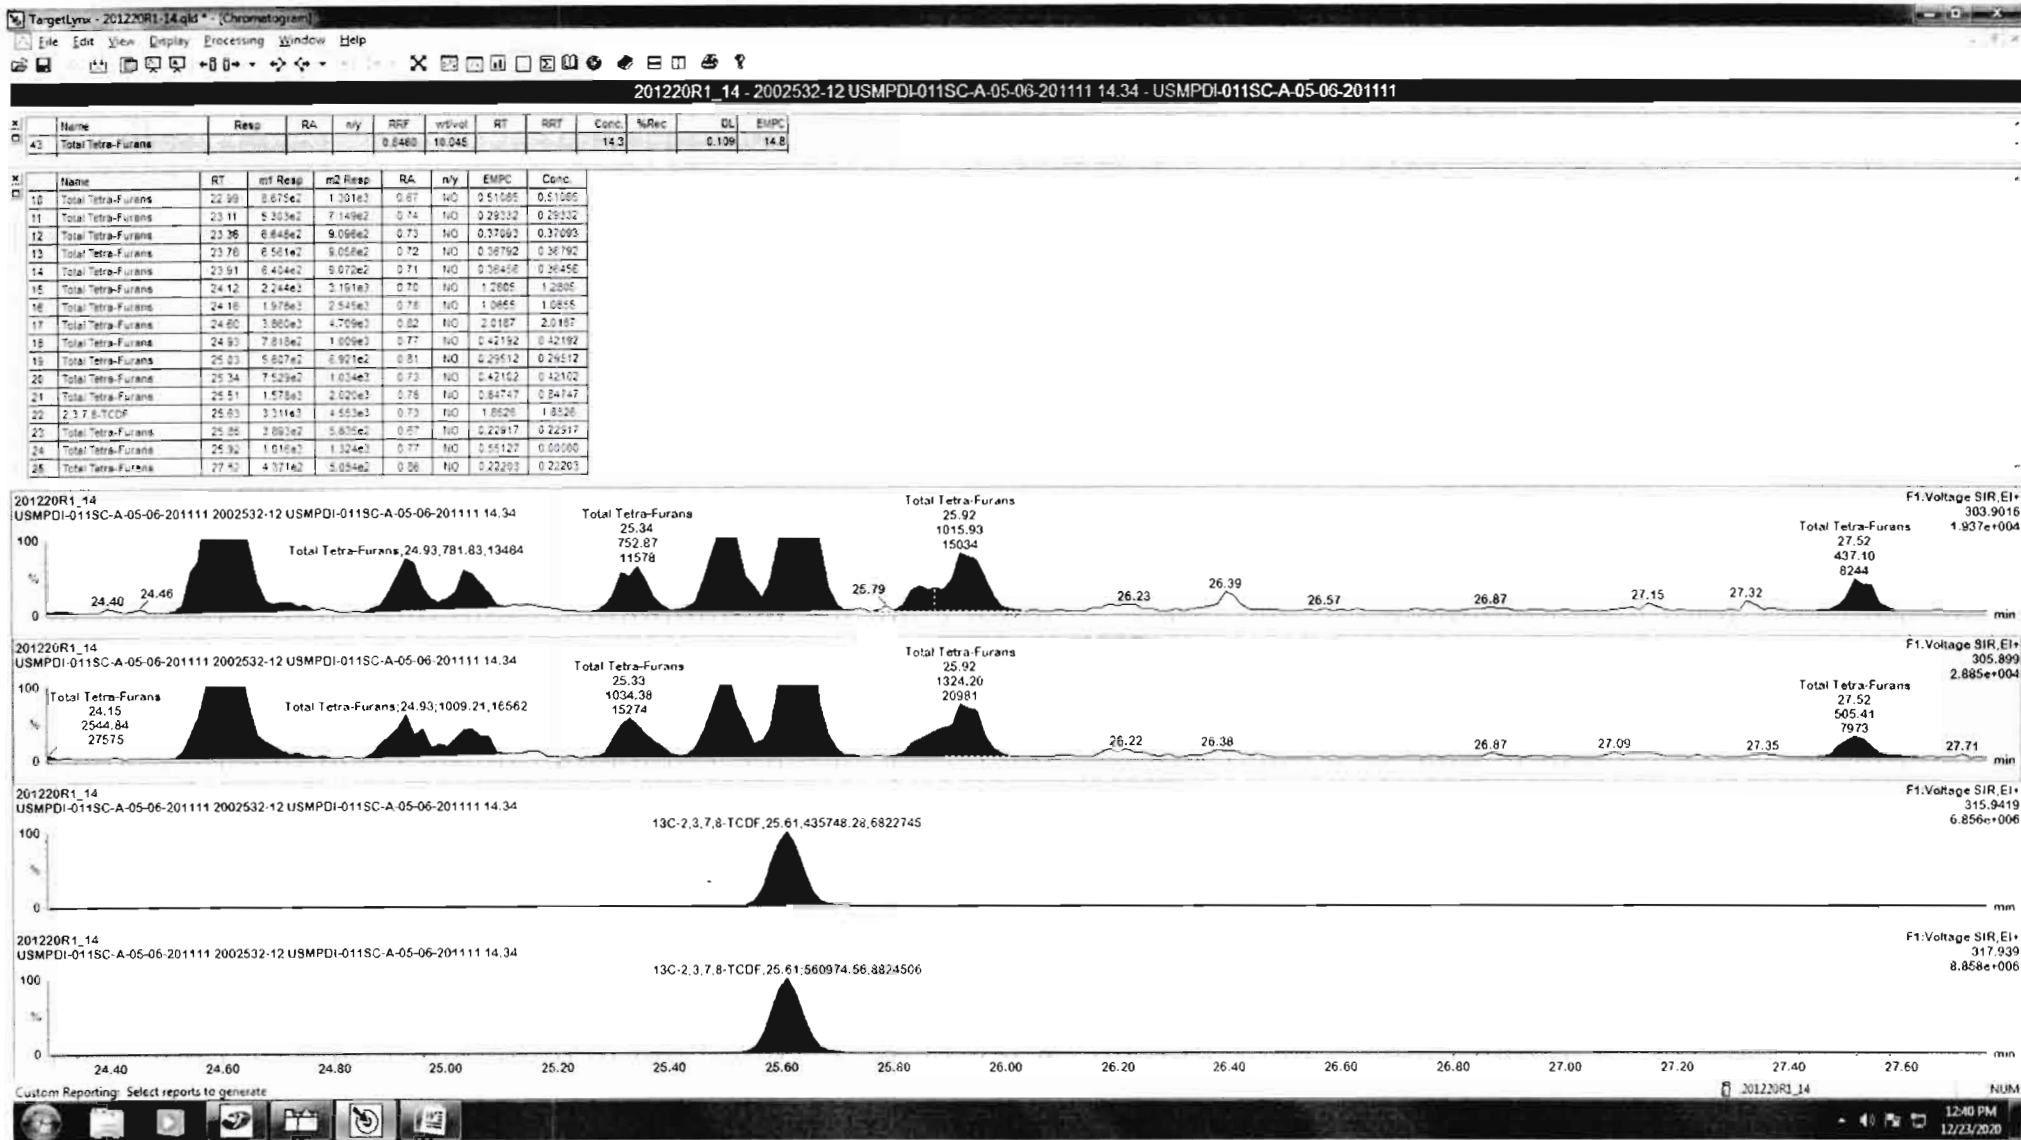 TargetLynx - 201220R1-14.qld * - [Chromatogram]
File Edit View Display Processing Window Help
201220R1_14 - 2002532-12 USMPDI-011SC-A-05-06-201111 14.34 - USMPDI-011SC-A-05-06-201111
Name Resp RA n/y RRF wt/vol RT RRT Conc. %Rec DL EMPC
43 Total Tetra-Furans 10.045 14.3 0.109 14.8
Name RT m1 Resp m2 Resp RA n/y EMPC Conc.
10 Total Tetra-Furans 22.99 8.675e2 1.301e3 0.67 NO 0.51085 0.51085
11 Total Tetra-Furans 23.11 5.303e2 7.149e2 0.74 NO 0.29332 0.29332
12 Total Tetra-Furans 23.36 6.648e2 9.096e2 0.73 NO 0.37093 0.37093
13 Total Tetra-Furans 23.76 6.561e2 9.058e2 0.72 NO 0.36792 0.36792
14 Total Tetra-Furans 23.91 6.404e2 9.072e2 0.71 NO 0.36456 0.36456
15 Total Tetra-Furans 24.12 2.244e3 3.191e3 0.70 NO 1.2805 1.2805
16 Total Tetra-Furans 24.16 1.976e3 2.545e3 0.78 NO 1.0855 1.0855
17 Total Tetra-Furans 24.60 3.860e3 4.709e3 0.82 NO 2.0187 2.0187
18 Total Tetra-Furans 24.93 7.818e2 1.009e3 0.77 NO 0.42192 0.42192
19 Total Tetra-Furans 25.03 5.607e2 6.921e2 0.81 NO 0.29512 0.29512
20 Total Tetra-Furans 25.34 7.529e2 1.034e3 0.73 NO 0.42102 0.42102
21 Total Tetra-Furans 25.51 1.578e3 2.020e3 0.78 NO 0.84747 0.84747
22 2,3,7,8-TCDF 25.63 3.311e3 4.553e3 0.73 NO 1.8526 1.8526
23 Total Tetra-Furans 25.86 3.893e2 5.835e2 0.67 NO 0.22917 0.22917
24 Total Tetra-Furans 25.92 1.016e3 1.324e3 0.77 NO 0.55127 0.00000
25 Total Tetra-Furans 27.52 4.371e2 5.054e2 0.86 NO 0.22203 0.22203
201220R1_14
USMPDI-011SC-A-05-06-201111 2002532-12 USMPDI-011SC-A-05-06-201111 14.34
F1:Voltage SIR,EI+
303.9016
1.937e+004
100
%
0
24.40
24.46
Total Tetra-Furans,24.93,781.83,13484
Total Tetra-Furans
25.34
752.87
11578
25.79
Total Tetra-Furans
25.92
1015.93
15034
26.23
26.39
26.57
26.87
27.15
27.32
Total Tetra-Furans
27.52
437.10
8244
min
201220R1_14
USMPDI-011SC-A-05-06-201111 2002532-12 USMPDI-011SC-A-05-06-201111 14.34
F1:Voltage SIR,EI+
305.899
2.885e+004
100
%
0
Total Tetra-Furans
24.15
2544.84
27575
Total Tetra-Furans;24.93;1009.21,16562
Total Tetra-Furans
25.33
1034.38
15274
Total Tetra-Furans
25.92
1324.20
20981
26.22
26.38
26.87
27.09
27.35
Total Tetra-Furans
27.52
505.41
7973
27.71
min
201220R1_14
USMPDI-011SC-A-05-06-201111 2002532-12 USMPDI-011SC-A-05-06-201111 14.34
F1:Voltage SIR,EI+
315.9419
6.856e+006
13C-2,3,7,8-TCDF,25.61,435748.28,6822745
100
%
0
min
201220R1_14
USMPDI-011SC-A-05-06-201111 2002532-12 USMPDI-011SC-A-05-06-201111 14.34
F1:Voltage SIR,EI+
317.939
8.858e+006
13C-2,3,7,8-TCDF,25.61;560974.56,8824506
100
%
0
min
24.40 24.60 24.80 25.00 25.20 25.40 25.60 25.80 26.00 26.20 26.40 26.60 26.80 27.00 27.20 27.40 27.60
Custom Reporting: Select reports to generate
201220R1_14
NUM
12:40 PM
12/23/2020